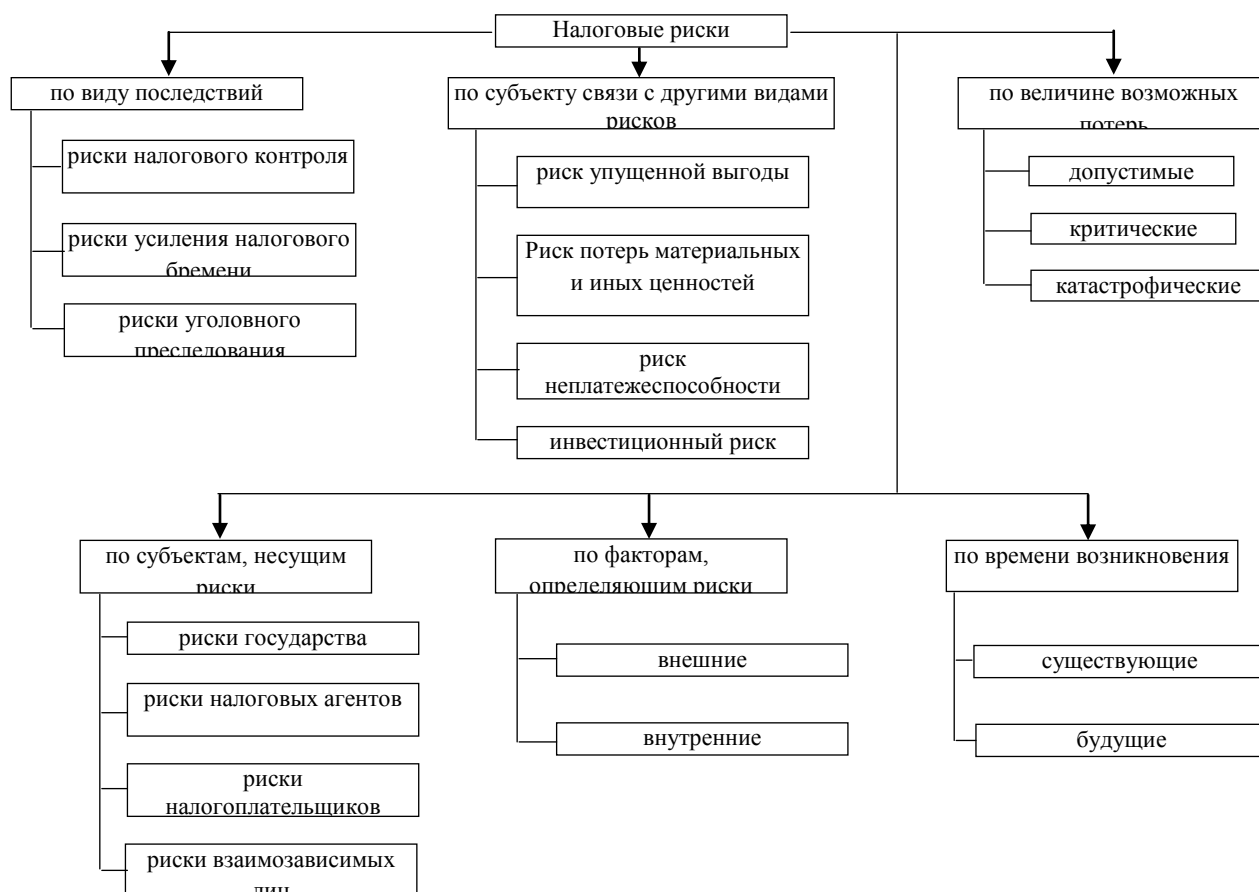 Налоговые риски
по виду последствий
риски налогового контроля
риски усиления налогового
бремени
риски уголовного
преследования
по субъекту связи с другими видами
рисков
риск упущенной выгоды
Риск потерь материальных
и иных ценностей
риск
неплатежеспособности
инвестиционный риск
по величине возможных
потерь
допустимые
критические
катастрофические
по субъектам, несущим
риски
риски государства
риски налоговых агентов
риски
налогоплательщиков
риски взаимозависимых
лиц
по факторам,
определяющим риски
внешние
внутренние
по времени возникновения
существующие
будущие